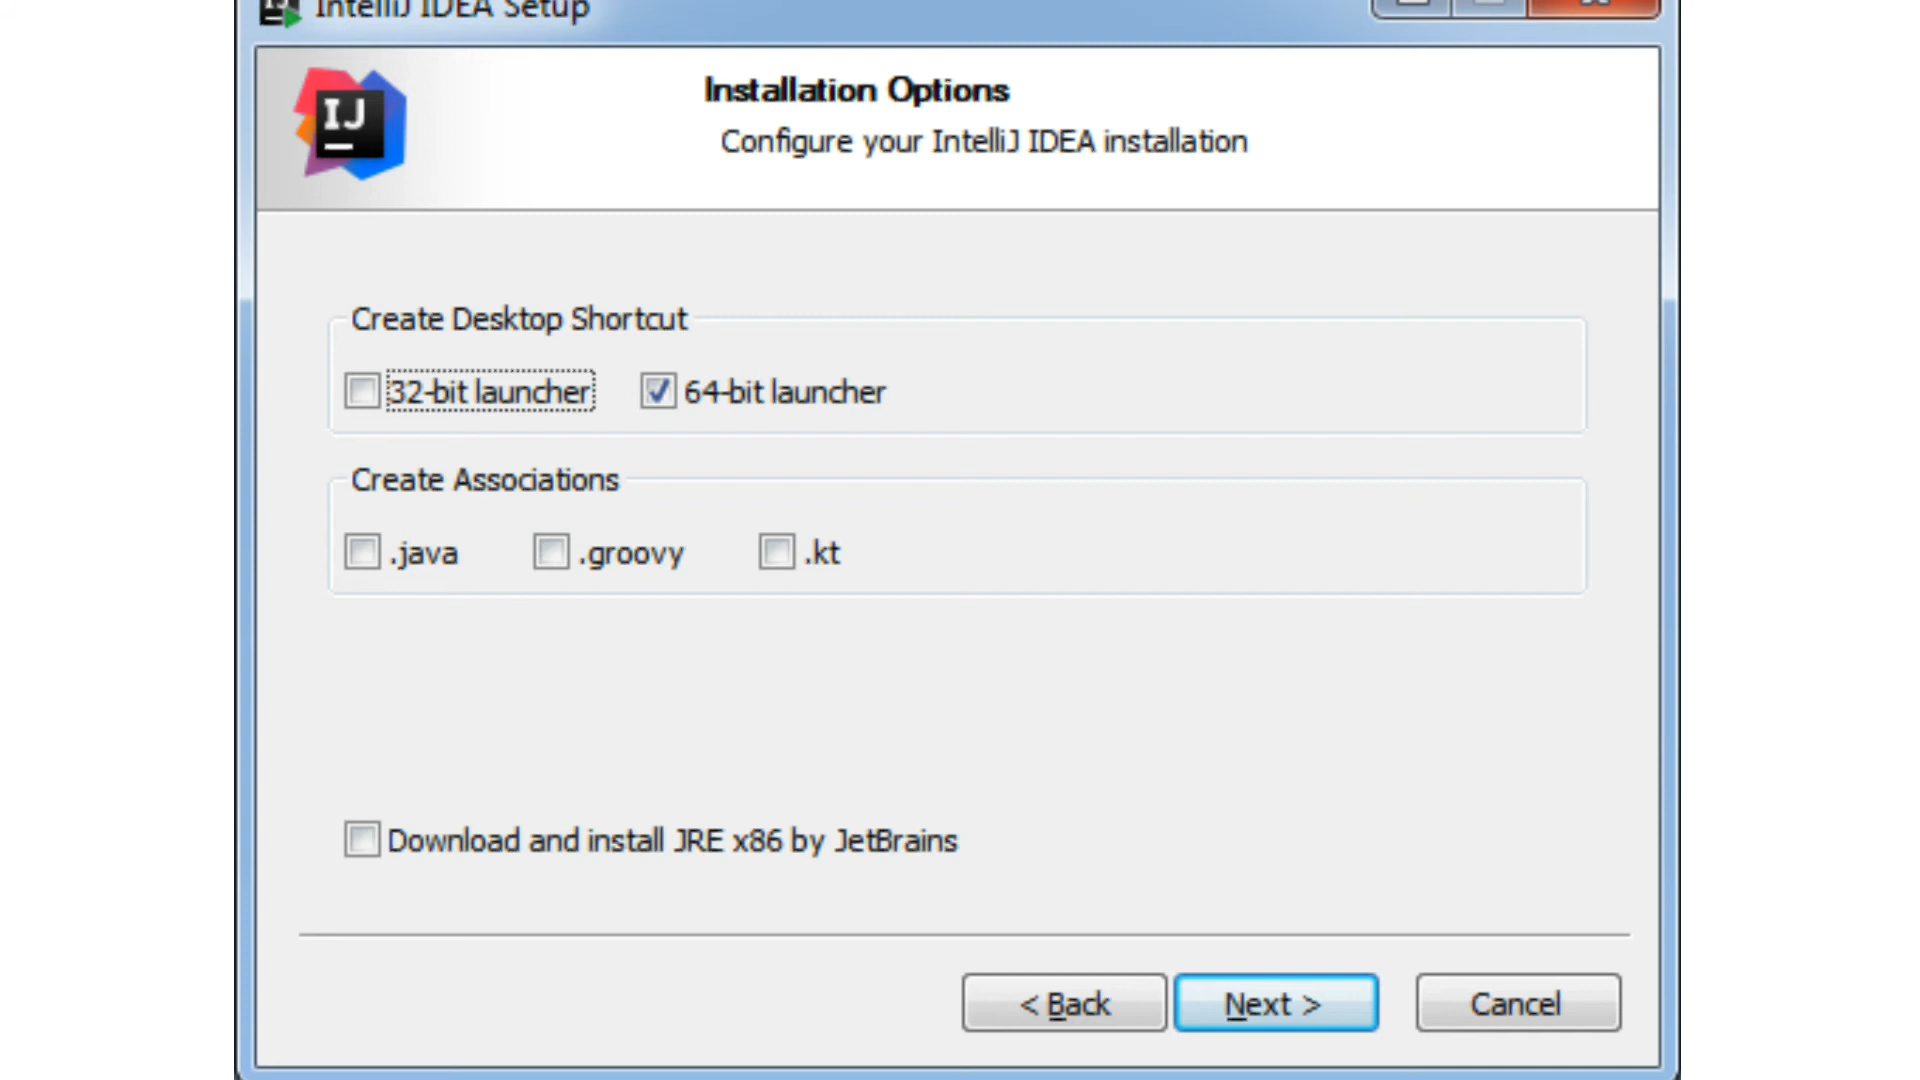 IntelliJ IDEA Setup
IJ
Installation Options
Configure your IntelliJ IDEA installation
Create Desktop Shortcut
32-bit launcher 64-bit launcher
Create Associations
.java .groovy .kt
Download and install JRE x86 by JetBrains
< Back Next > Cancel